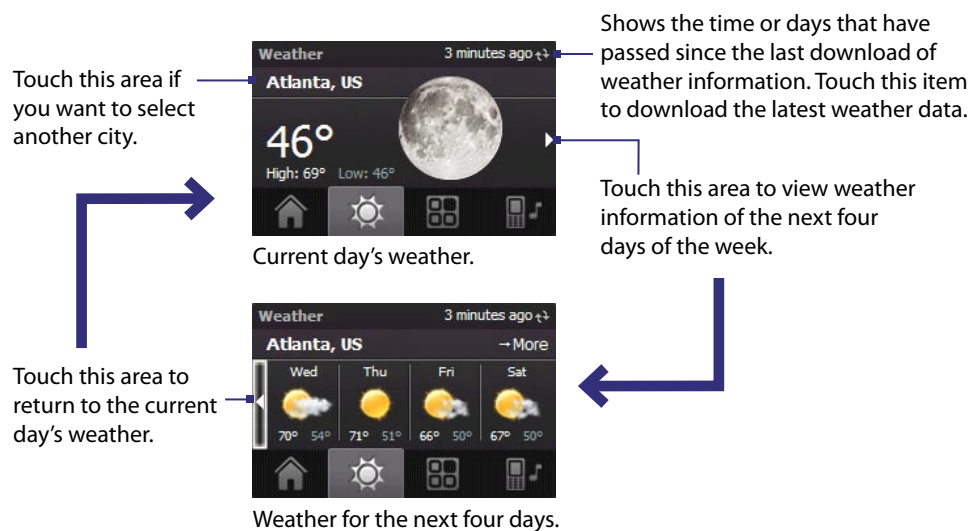 Shows the time or days that have
passed since the last download of
weather information. Touch this item
to download the latest weather data.
Touch this area if
you want to select
another city.
Weather 3 minutes ago
Atlanta, US
46°
High: 69° Low: 46°
Touch this area to view weather
information of the next four
days of the week.
Current day's weather.
Weather 3 minutes ago
Atlanta, US →More
Wed Thu Fri Sat
70° 54° 71° 51° 66° 50° 67° 50°
Touch this area to
return to the current
day's weather.
Weather for the next four days.